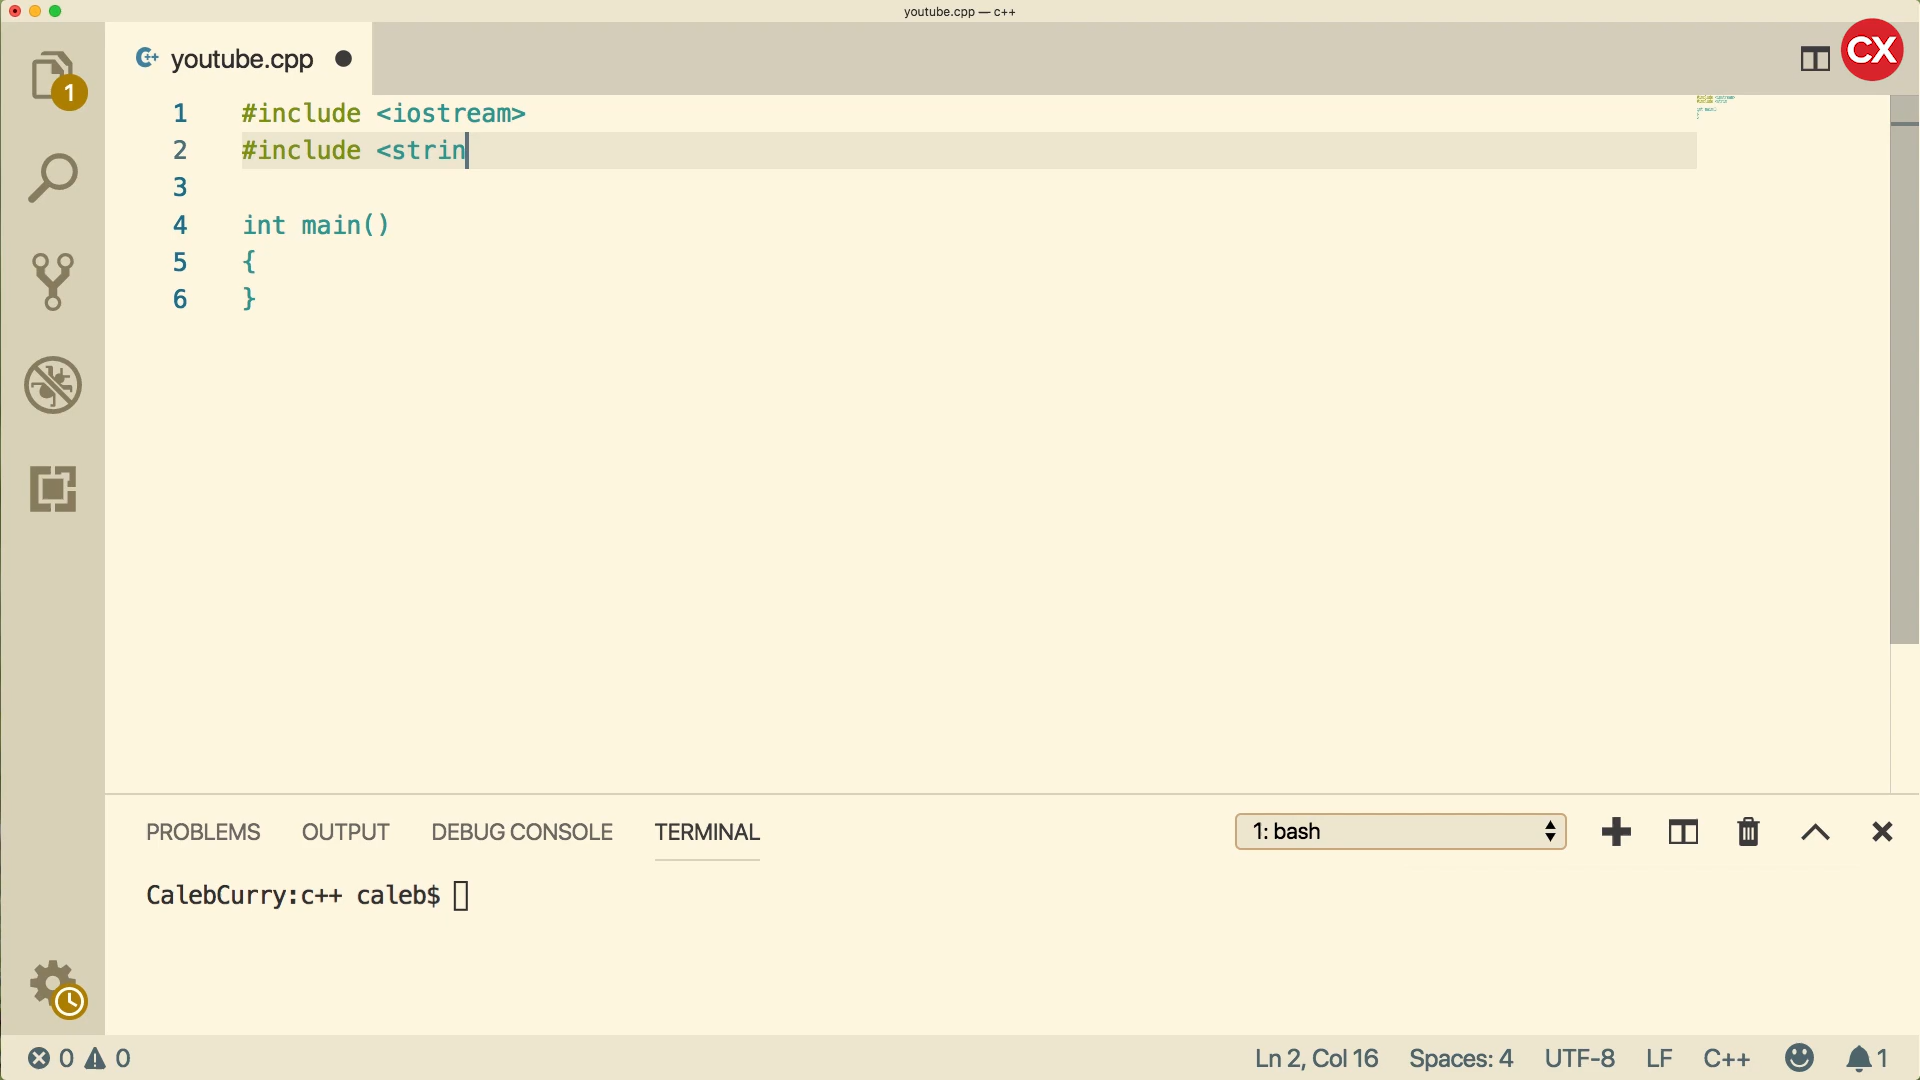 youtube.cpp — c++
youtube.cpp
CX
1
1 #include <iostream>
2 #include <strin
3
4 int main()
5 {
6 }
PROBLEMS OUTPUT DEBUG CONSOLE TERMINAL 1: bash
CalebCurry:c++ caleb$
0 0 Ln 2, Col 16 Spaces: 4 UTF-8 LF C++ 1